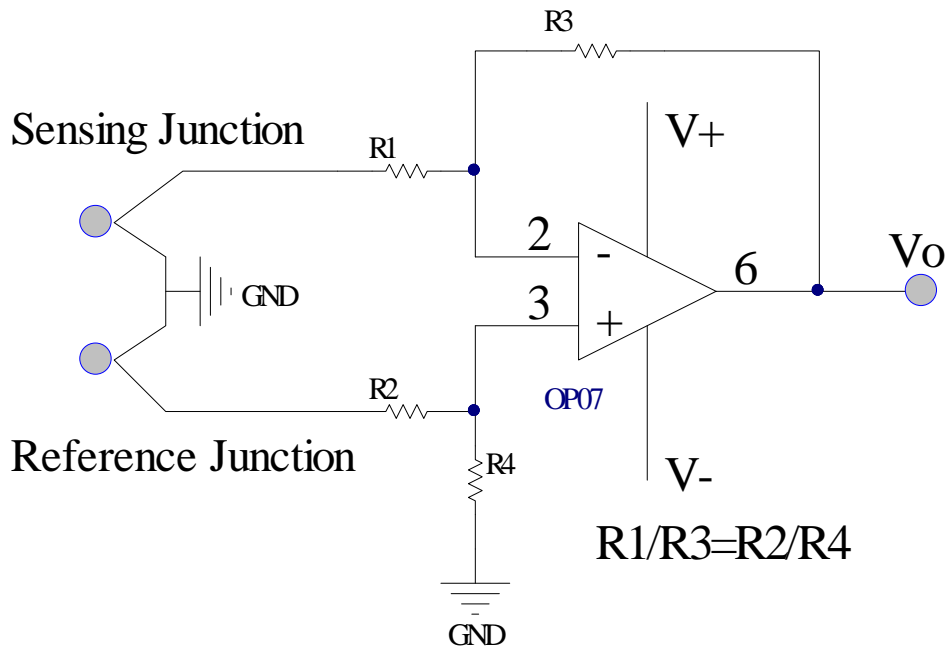 R3
Sensing Junction
V+
R1
2
-
6
Vo
GND
3
+
R2
OP07
Reference Junction
R4
V-
R1/R3=R2/R4
GND